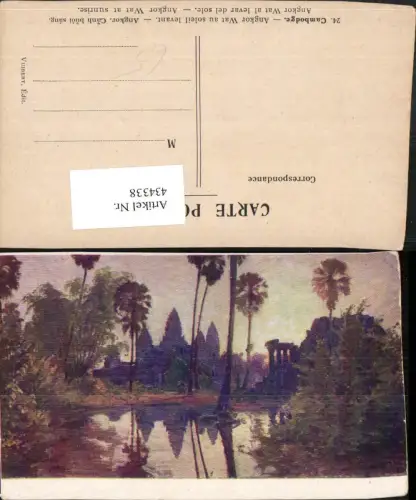 CARTE PO
Correspondance
M
Artikel Nr.
434338
24. Cambodge. — Angkor Wat au soleil levant. — Angkor. Cảnh buổi sáng.
Angkor Wat al levar del sole. — Angkor Wat at sunrise.